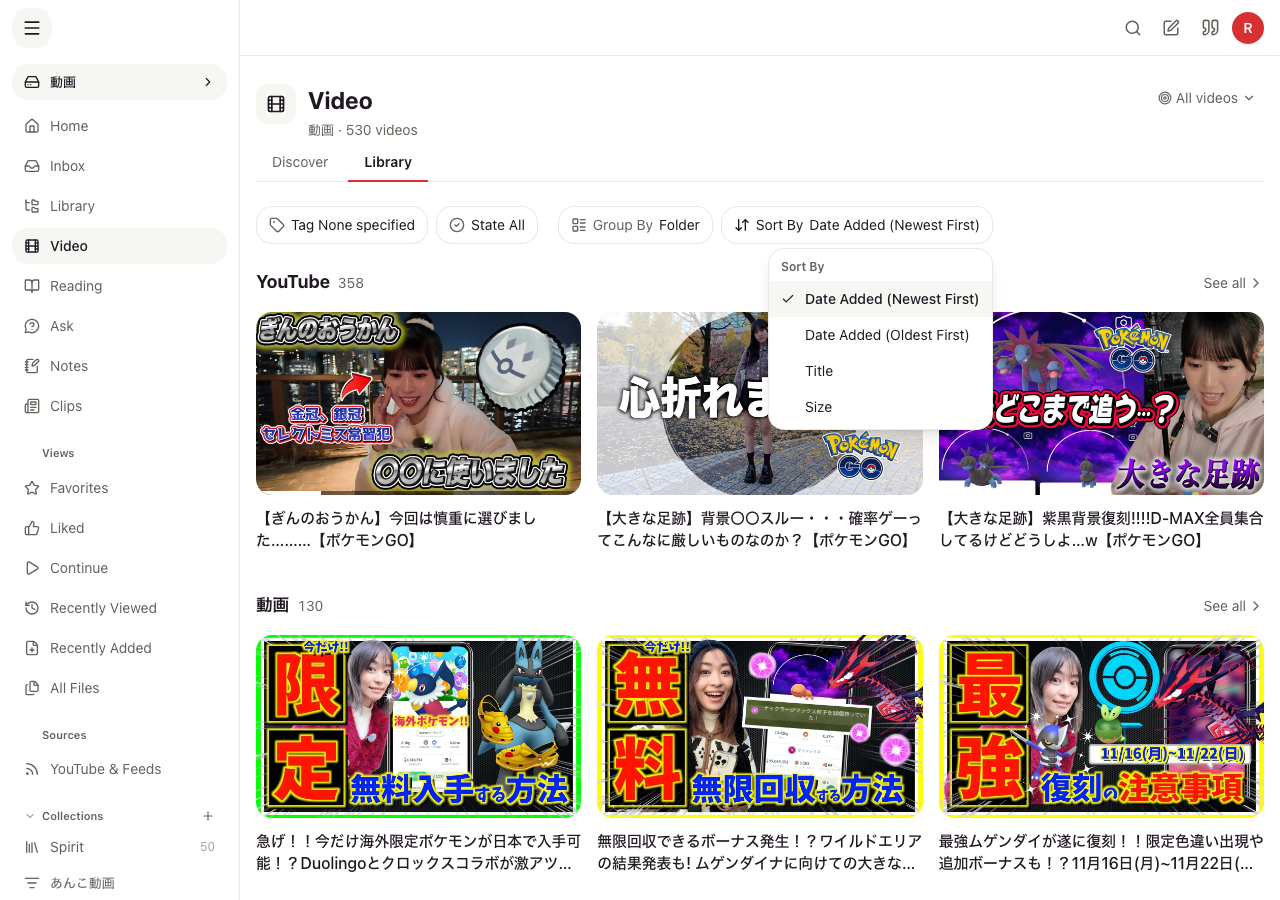 R
動画
Home
Inbox
Library
Video
Reading
Ask
Notes
Clips
Views
Favorites
Liked
Continue
Recently Viewed
Recently Added
All Files
Sources
YouTube & Feeds
Collections
Spirit 50
あんこ動画
Video
動画 · 530 videos
All videos
Discover
Library
Tag None specified
State All
Group By Folder
Sort By Date Added (Newest First)
Sort By
Date Added (Newest First)
Date Added (Oldest First)
Title
Size
YouTube 358
See all
ぎんのおうかん
金冠、銀冠
セレクトミス常習犯
〇〇に使いました
心折れま
Pokémon
GO
Pokémon
GO
どこまで追う…?
大きな足跡
【ぎんのおうかん】今回は慎重に選びまし
た………【ポケモンGO】
【大きな足跡】背景〇〇スルー・・・確率ゲーっ
てこんなに厳しいものなのか？【ポケモンGO】
【大きな足跡】紫黒背景復刻!!!!D-MAX全員集合
してるけどどうしよ...w【ポケモンGO】
動画 130
See all
今だけ!!
限定
海外ポケモン!!
無料入手する方法
今だけ!!
無料
無限回収する方法
最強
11/16(月)~11/22(日)
復刻の注意事項
急げ！！今だけ海外限定ポケモンが日本で入手可
能！？Duolingoとクロックスコラボが激アツ…
無限回収できるボーナス発生！？ワイルドエリア
の結果発表も! ムゲンダイナに向けての大きな…
最強ムゲンダイが遂に復刻！！限定色違い出現や
追加ボーナスも！？11月16日(月)~11月22日(…